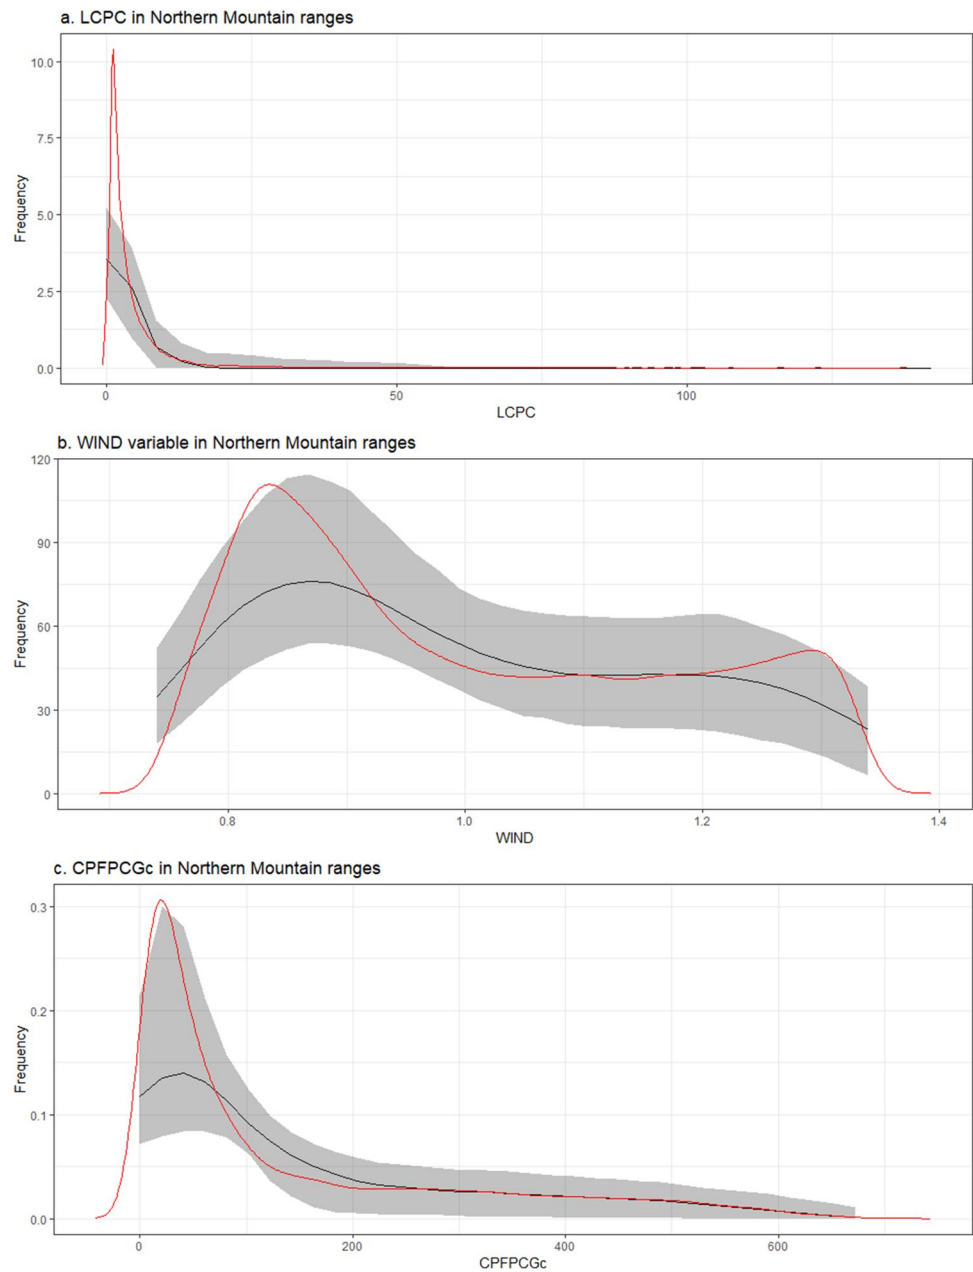 a. LCPC in Northern Mountain ranges
10.0
7.5
5.0
2.5
0.0
Frequency
0 50 100
LCPC
b. WIND variable in Northern Mountain ranges
120
90
60
30
0
Frequency
0.8 1.0 1.2 1.4
WIND
c. CPFPCGc in Northern Mountain ranges
0.3
0.2
0.1
0.0
Frequency
0 200 400 600
CPFPCGc